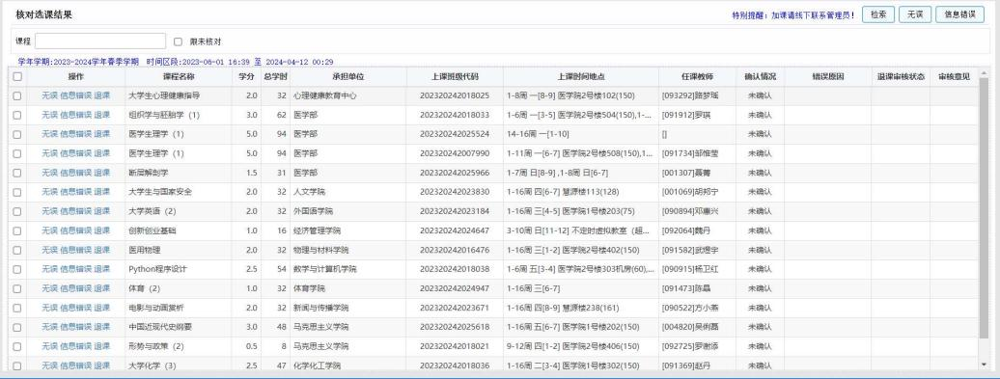 核对选课结果 特别提醒：加课请线下联系管理员！ 检索 无误 信息错误
课程 限未核对
学年学期:2023-2024学年春季学期 时间区段:2023-06-01 16:39 至 2024-04-12 00:29
操作 课程名称 学分 总学时 承担单位 上课班级代码 上课时间地点 任课教师 确认情况 错误原因 退课审核状态 审核意见
无误 信息错误 退课 大学生心理健康指导 2.0 32 心理健康教育中心 202320242018025 1-8周 一[8-9] 医学院2号楼102(150) [093292]路梦瑶 未确认
无误 信息错误 退课 组织学与胚胎学（1） 3.0 62 医学部 202320242018033 1-6周 一[3-5] 医学院2号楼504(150),1-... [091912]罗琪 未确认
无误 信息错误 退课 医学生理学（1） 5.0 94 医学部 202320242025524 14-16周 一[1-10] [] 未确认
无误 信息错误 退课 医学生理学（1） 5.0 94 医学部 202320242007990 1-11周 一[6-7] 医学院2号楼508(150),1... [091734]邹惟莹 未确认
无误 信息错误 退课 断层解剖学 1.5 31 医学部 202320242025966 1-7周 日[8-9] ,1-8周 日[6-7] [001307]聂菁 未确认
无误 信息错误 退课 大学生与国家安全 2.0 32 人文学院 202320242023830 1-16周 四[6-7] 慧源楼113(128) [001069]胡邦宁 未确认
无误 信息错误 退课 大学英语（2） 2.0 32 外国语学院 202320242023184 1-16周 三[4-5] 医学院1号楼203(75) [090894]邓惠兴 未确认
无误 信息错误 退课 创新创业基础 1.0 16 经济管理学院 202320242024647 3-10周 日[11-12] 不定时虚拟教室（超... [092064]魏丹 未确认
无误 信息错误 退课 医用物理 2.0 32 物理与材料学院 202320242016476 1-16周 三[1-2] 医学院2号楼402(150) [091582]武煜宇 未确认
无误 信息错误 退课 Python程序设计 2.5 54 数学与计算机学院 202320242018038 1-6周 五[3-4] 医学院2号楼303机房(60),... [090915]杨卫红 未确认
无误 信息错误 退课 体育（2） 1.0 32 体育学院 202320242024947 1-16周 三[6-7] [091473]陈晶 未确认
无误 信息错误 退课 电影与动画赏析 2.0 32 新闻与传播学院 202320242023671 1-16周 四[8-9] 慧源楼238(161) [090522]方小燕 未确认
无误 信息错误 退课 中国近现代史纲要 3.0 48 马克思主义学院 202320242025618 1-16周 五[6-7] 医学院1号楼202(150) [004820]吴俐磊 未确认
无误 信息错误 退课 形势与政策（2） 0.5 8 马克思主义学院 202320242018021 9-12周 四[1-2] 医学院2号楼406(150) [092725]罗谢添 未确认
无误 信息错误 退课 大学化学（3） 2.5 47 化学化工学院 202320242018036 1-16周 二[3-4] 医学院1号楼302(150) [091369]赵丹 未确认